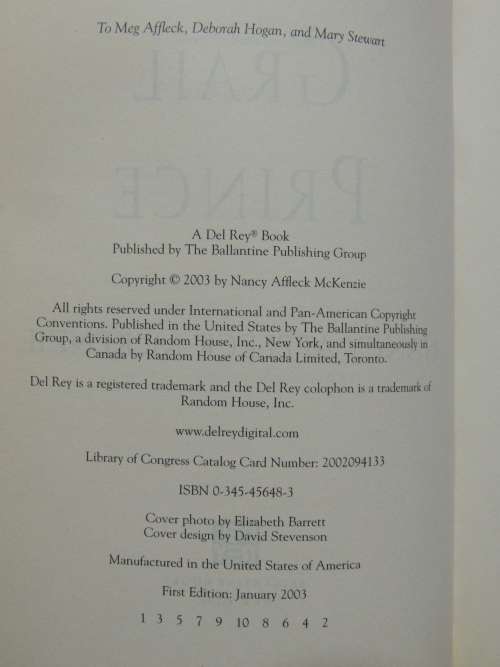 To Meg Affleck, Deborah Hogan, and Mary Stewart
GRAIL
PRINCE
A Del Rey® Book
Published by The Ballantine Publishing Group
Copyright © 2003 by Nancy Affleck McKenzie
All rights reserved under International and Pan-American Copyright
Conventions. Published in the United States by The Ballantine Publishing
Group, a division of Random House, Inc., New York, and simultaneously in
Canada by Random House of Canada Limited, Toronto.
Del Rey is a registered trademark and the Del Rey colophon is a trademark of
Random House, Inc.
www.delreydigital.com
Library of Congress Catalog Card Number: 2002094133
ISBN 0-345-45648-3
Cover photo by Elizabeth Barrett
Cover design by David Stevenson
Manufactured in the United States of America
First Edition: January 2003
1 3 5 7 9 10 8 6 4 2